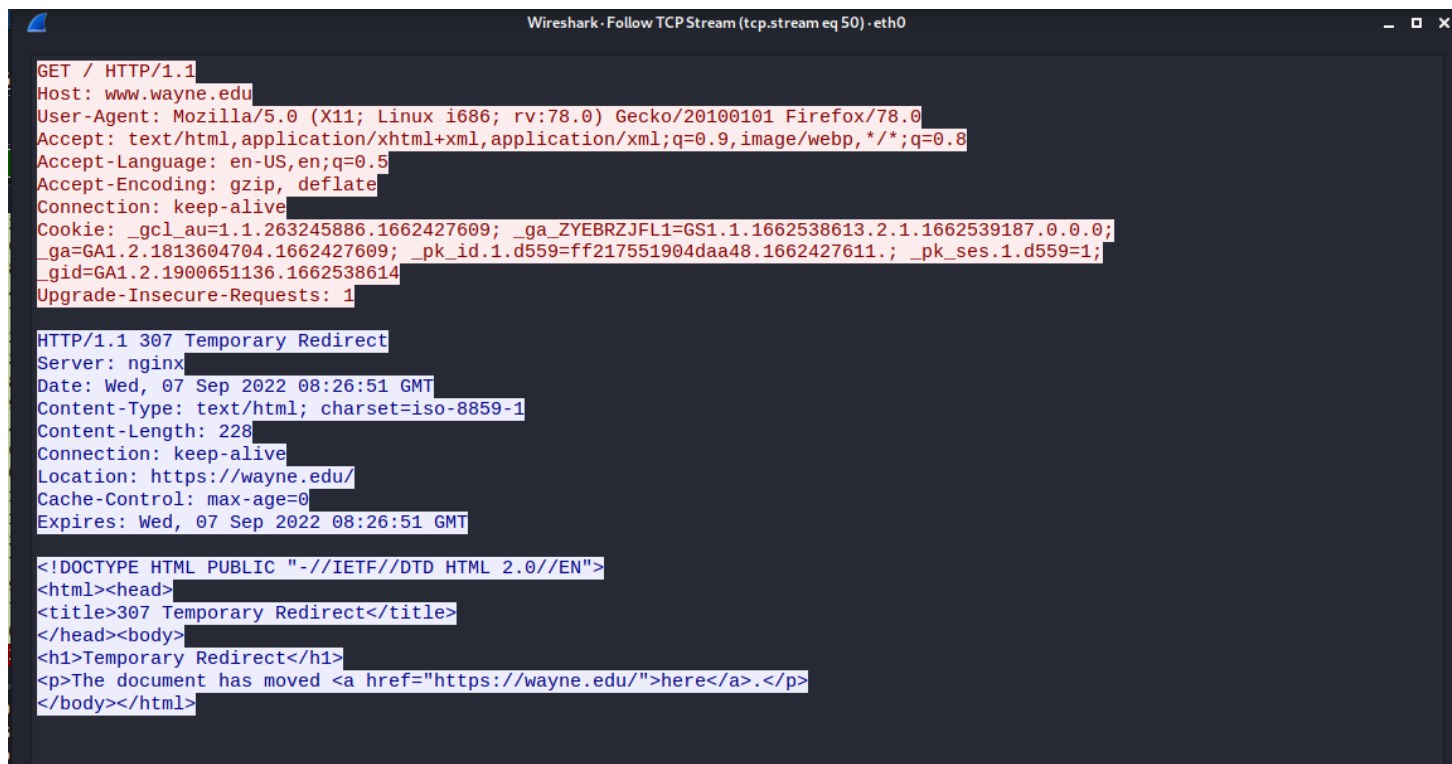 Wireshark · Follow TCP Stream (tcp.stream eq 50) · eth0
GET / HTTP/1.1
Host: www.wayne.edu
User-Agent: Mozilla/5.0 (X11; Linux i686; rv:78.0) Gecko/20100101 Firefox/78.0
Accept: text/html,application/xhtml+xml,application/xml;q=0.9,image/webp,*/*;q=0.8
Accept-Language: en-US,en;q=0.5
Accept-Encoding: gzip, deflate
Connection: keep-alive
Cookie: _gcl_au=1.1.263245886.1662427609; _ga_ZYEBRZJFL1=GS1.1.1662538613.2.1.1662539187.0.0.0;
_ga=GA1.2.1813604704.1662427609; _pk_id.1.d559=ff217551904daa48.1662427611.; _pk_ses.1.d559=1;
_gid=GA1.2.1900651136.1662538614
Upgrade-Insecure-Requests: 1
HTTP/1.1 307 Temporary Redirect
Server: nginx
Date: Wed, 07 Sep 2022 08:26:51 GMT
Content-Type: text/html; charset=iso-8859-1
Content-Length: 228
Connection: keep-alive
Location: https://wayne.edu/
Cache-Control: max-age=0
Expires: Wed, 07 Sep 2022 08:26:51 GMT
<!DOCTYPE HTML PUBLIC "-//IETF//DTD HTML 2.0//EN">
<html><head>
<title>307 Temporary Redirect</title>
</head><body>
<h1>Temporary Redirect</h1>
<p>The document has moved <a href="https://wayne.edu/">here</a>.</p>
</body></html>